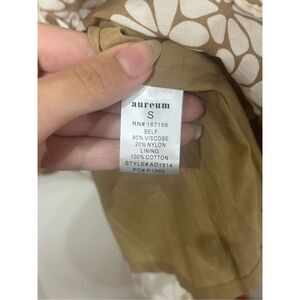 aureum
S
RN# 167156
SELF
80% VISCOSE
20% NYLON
LINING
100% COTTON
STYLE# AD1514
PO# P1362